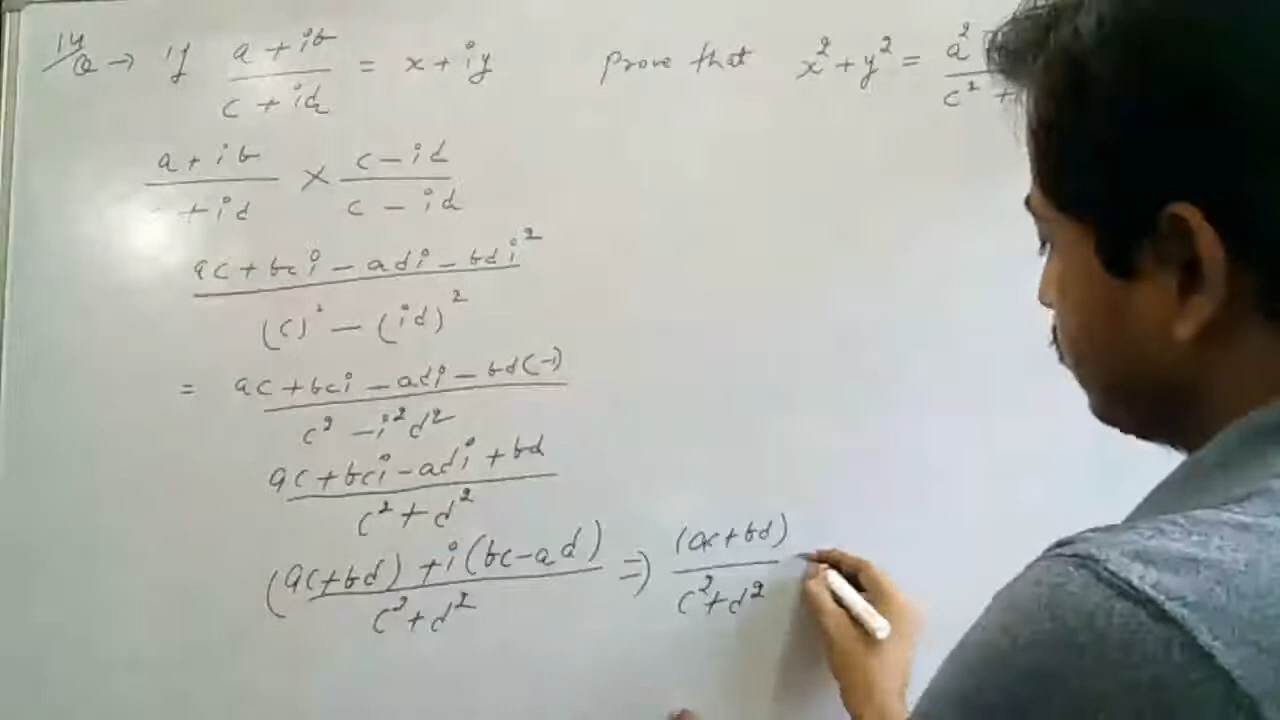 14/Q → if (a + ib)/(c + id) = x + iy prove that x² + y² = a²/c² +
(a + ib)/(+ id) × (c - id)/(c - id)
(ac + bci - adi - bdi²)/((c)² - (id)²)
= (ac + bci - adi - bd(-1))/(c² - i²d²)
(ac + bci - adi + bd)/(c² + d²)
((ac + bd) + i(bc - ad))/(c² + d²) ⇒ (ac + bd)/(c² + d²)